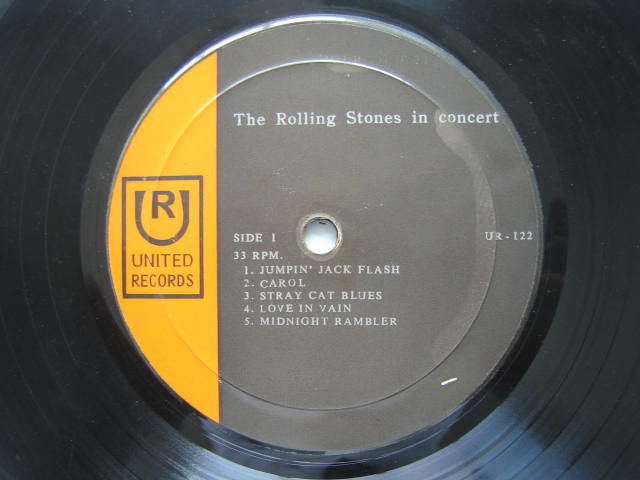 The Rolling Stones in concert
R
U
UNITED
RECORDS
SIDE 1
UR-122
33 RPM.
1. JUMPIN' JACK FLASH
2. CAROL
3. STRAY CAT BLUES
4. LOVE IN VAIN
5. MIDNIGHT RAMBLER